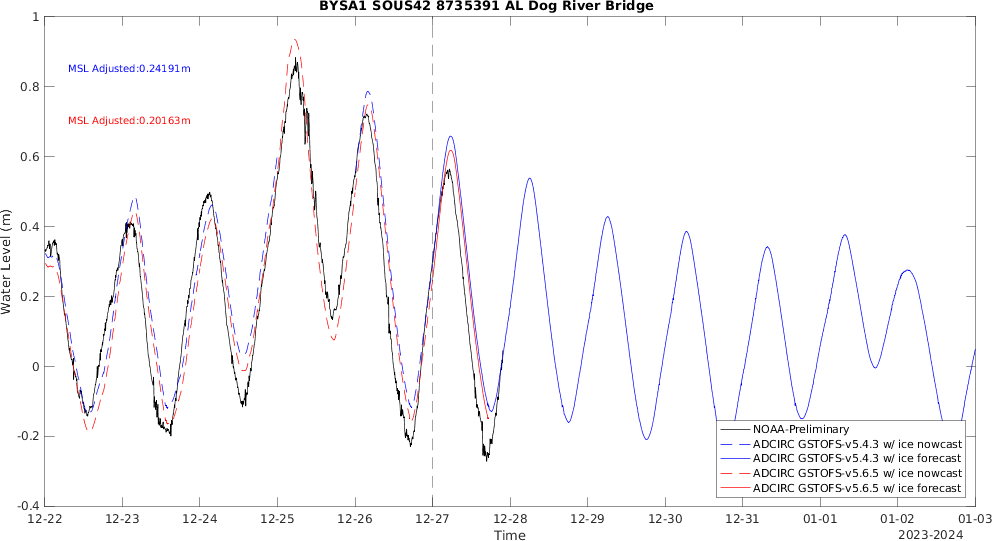 BYSA1 SOUS42 8735391 AL Dog River Bridge
1
0.8
0.6
0.4
0.2
0
-0.2
-0.4
Water Level (m)
MSL Adjusted:0.24191m
MSL Adjusted:0.20163m
NOAA-Preliminary
ADCIRC GSTOFS-v5.4.3 w/ ice nowcast
ADCIRC GSTOFS-v5.4.3 w/ ice forecast
ADCIRC GSTOFS-v5.6.5 w/ ice nowcast
ADCIRC GSTOFS-v5.6.5 w/ ice forecast
12-22 12-23 12-24 12-25 12-26 12-27 12-28 12-29 12-30 12-31 01-01 01-02 01-03
Time
2023-2024